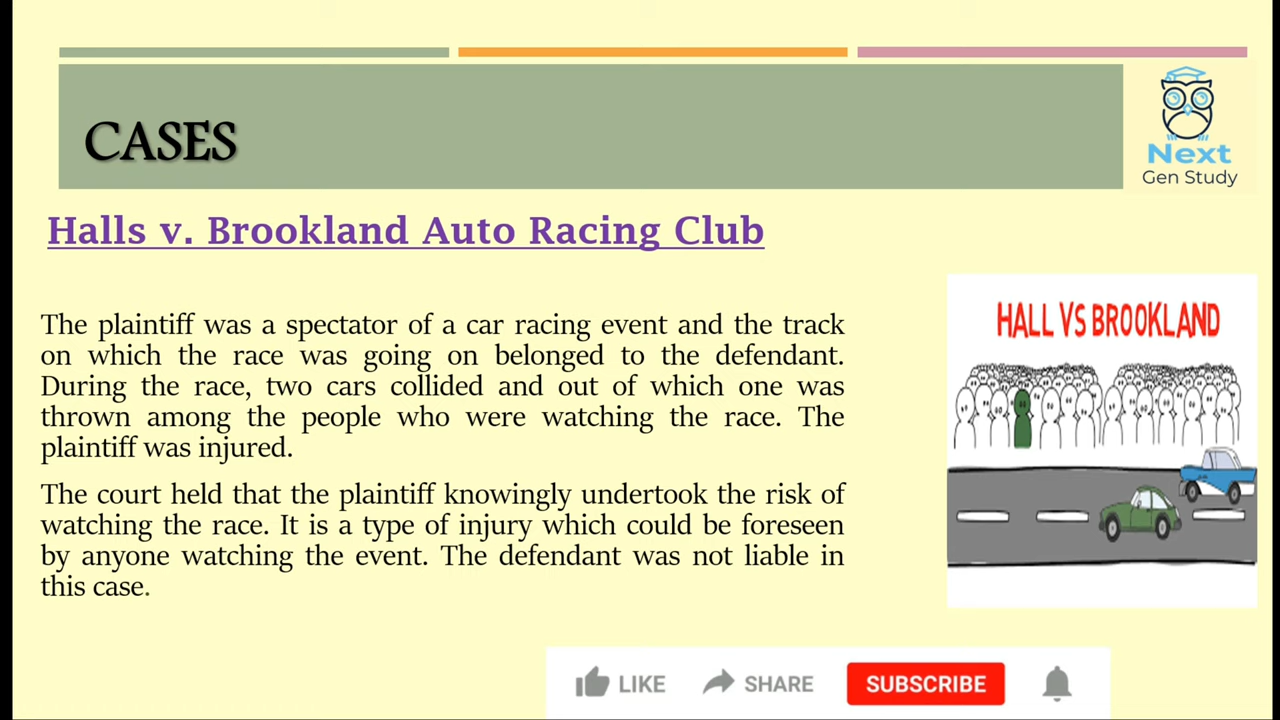 CASES
Next
Gen Study
Halls v. Brookland Auto Racing Club
The plaintiff was a spectator of a car racing event and the track
on which the race was going on belonged to the defendant.
During the race, two cars collided and out of which one was
thrown among the people who were watching the race. The
plaintiff was injured.
The court held that the plaintiff knowingly undertook the risk of
watching the race. It is a type of injury which could be foreseen
by anyone watching the event. The defendant was not liable in
this case.
HALL VS BROOKLAND
LIKE SHARE SUBSCRIBE